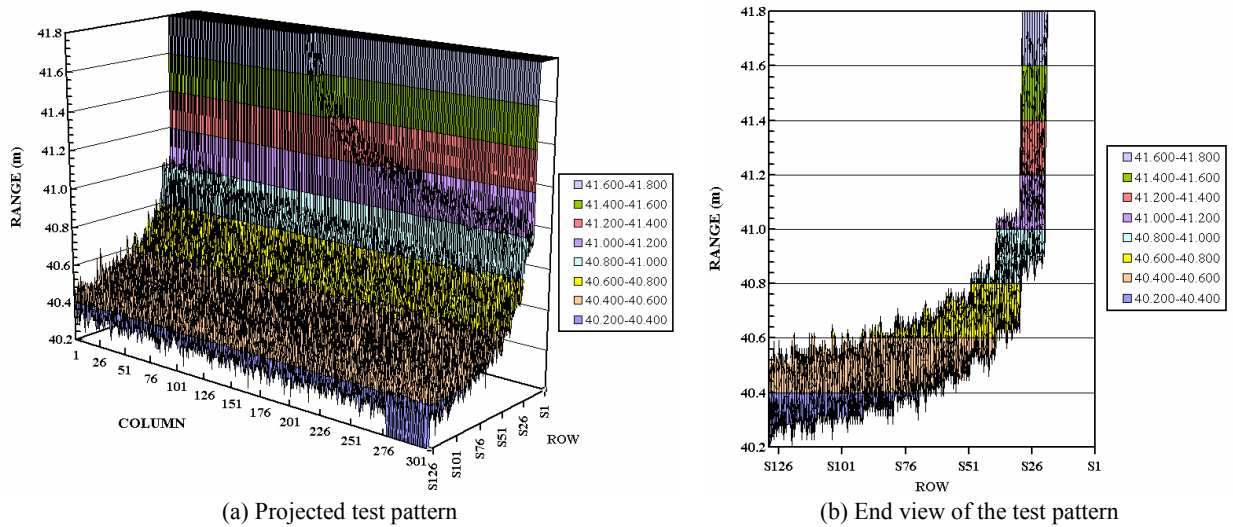 41.8
41.6
41.4
41.2
41.0
40.8
40.6
40.4
40.2
RANGE (m)
1
26
51
76
101
126
151
176
201
226
251
276
301
COLUMN
S126
S101
S76
S51
S26
S1
ROW
41.600-41.800
41.400-41.600
41.200-41.400
41.000-41.200
40.800-41.000
40.600-40.800
40.400-40.600
40.200-40.400
(a) Projected test pattern
41.8
41.6
41.4
41.2
41.0
40.8
40.6
40.4
40.2
RANGE (m)
S126
S101
S76
S51
S26
S1
ROW
41.600-41.800
41.400-41.600
41.200-41.400
41.000-41.200
40.800-41.000
40.600-40.800
40.400-40.600
40.200-40.400
(b) End view of the test pattern